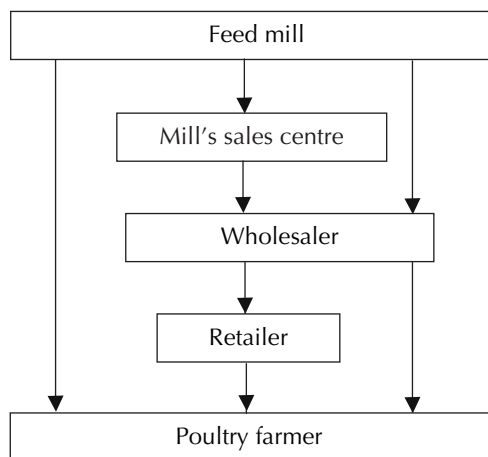 Feed mill
Mill’s sales centre
Wholesaler
Retailer
Poultry farmer